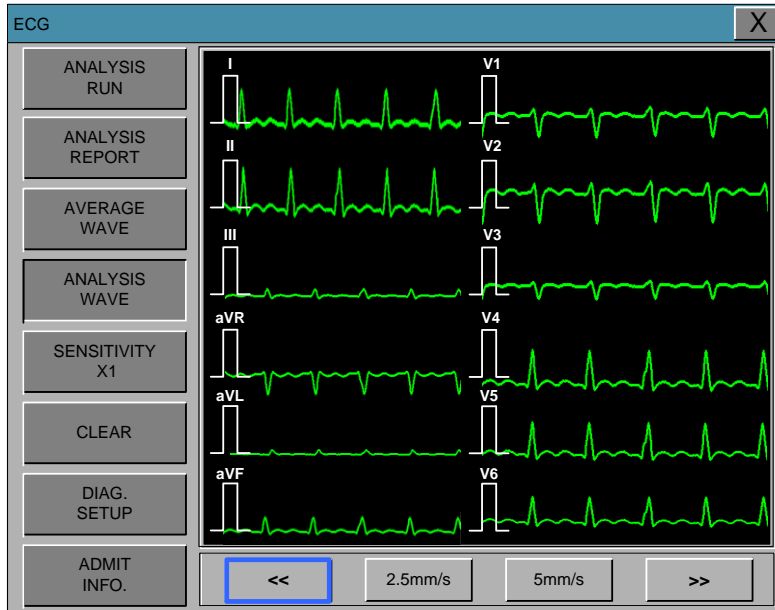 ECG
X
ANALYSIS
RUN
ANALYSIS
REPORT
AVERAGE
WAVE
ANALYSIS
WAVE
SENSITIVITY
X1
CLEAR
DIAG.
SETUP
ADMIT
INFO.
I
II
III
aVR
aVL
aVF
V1
V2
V3
V4
V5
V6
<<
2.5mm/s
5mm/s
>>